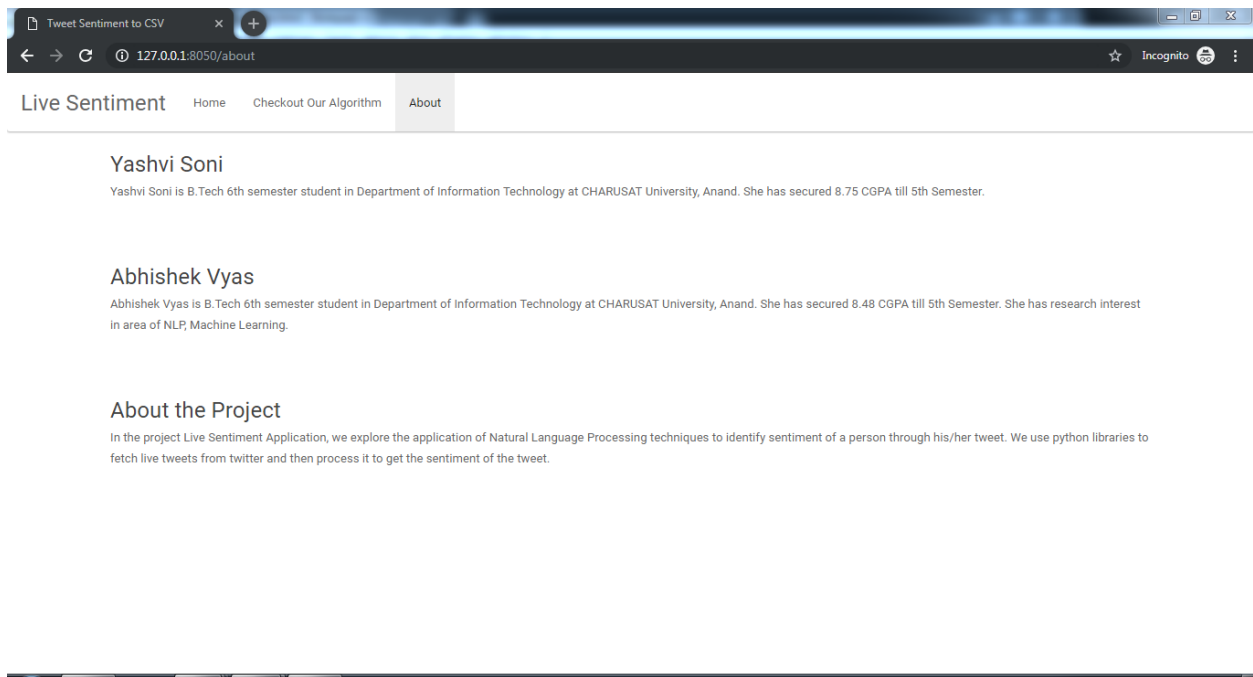 Tweet Sentiment to CSV
127.0.0.1:8050/about
Incognito
Live Sentiment Home Checkout Our Algorithm About
Yashvi Soni
Yashvi Soni is B.Tech 6th semester student in Department of Information Technology at CHARUSAT University, Anand. She has secured 8.75 CGPA till 5th Semester.
Abhishek Vyas
Abhishek Vyas is B.Tech 6th semester student in Department of Information Technology at CHARUSAT University, Anand. She has secured 8.48 CGPA till 5th Semester. She has research interest
in area of NLP, Machine Learning.
About the Project
In the project Live Sentiment Application, we explore the application of Natural Language Processing techniques to identify sentiment of a person through his/her tweet. We use python libraries to
fetch live tweets from twitter and then process it to get the sentiment of the tweet.